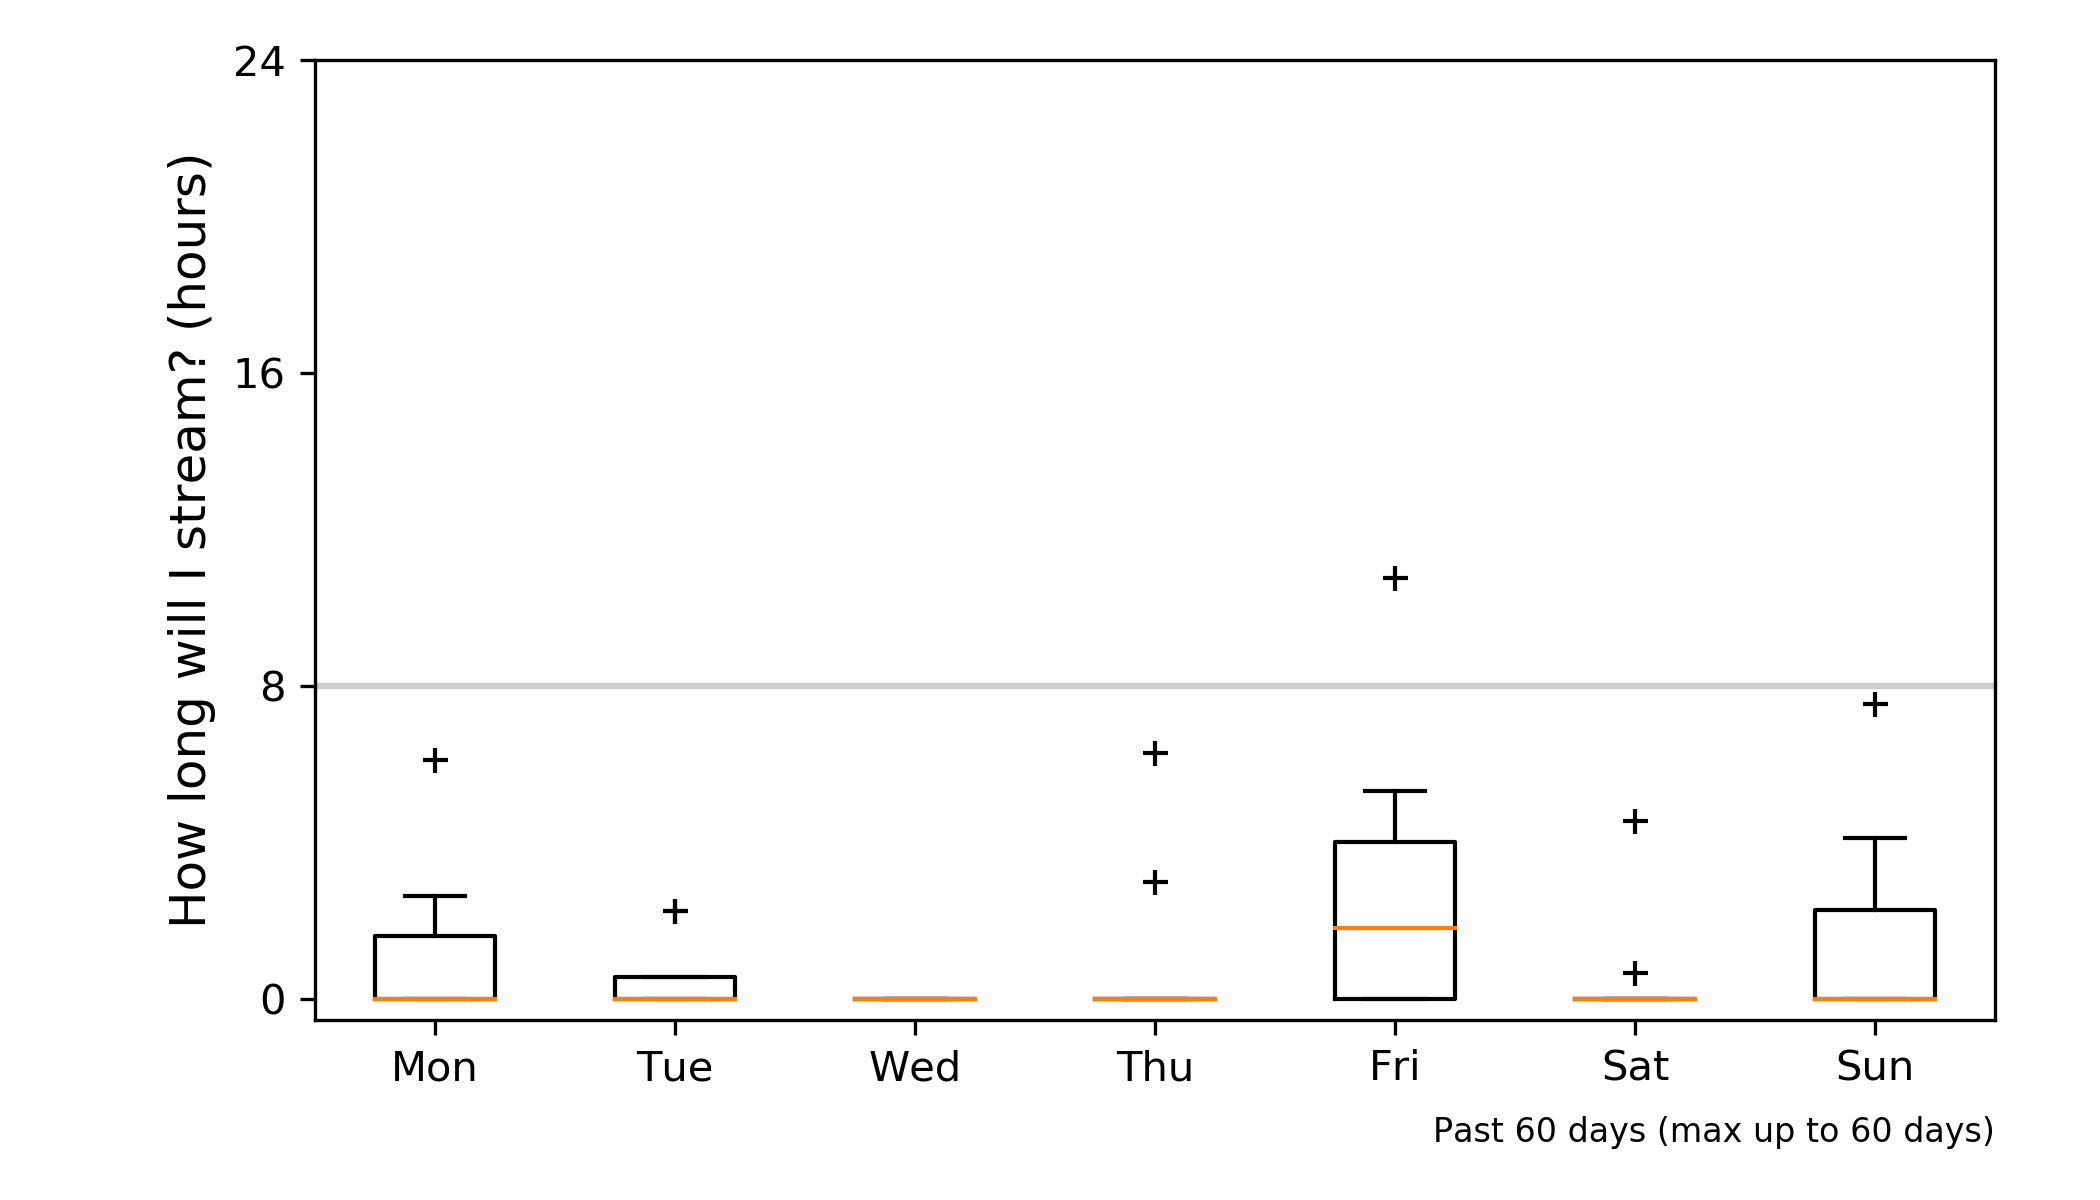 How long will I stream? (hours)
24
16
8
0
Mon Tue Wed Thu Fri Sat Sun
Past 60 days (max up to 60 days)